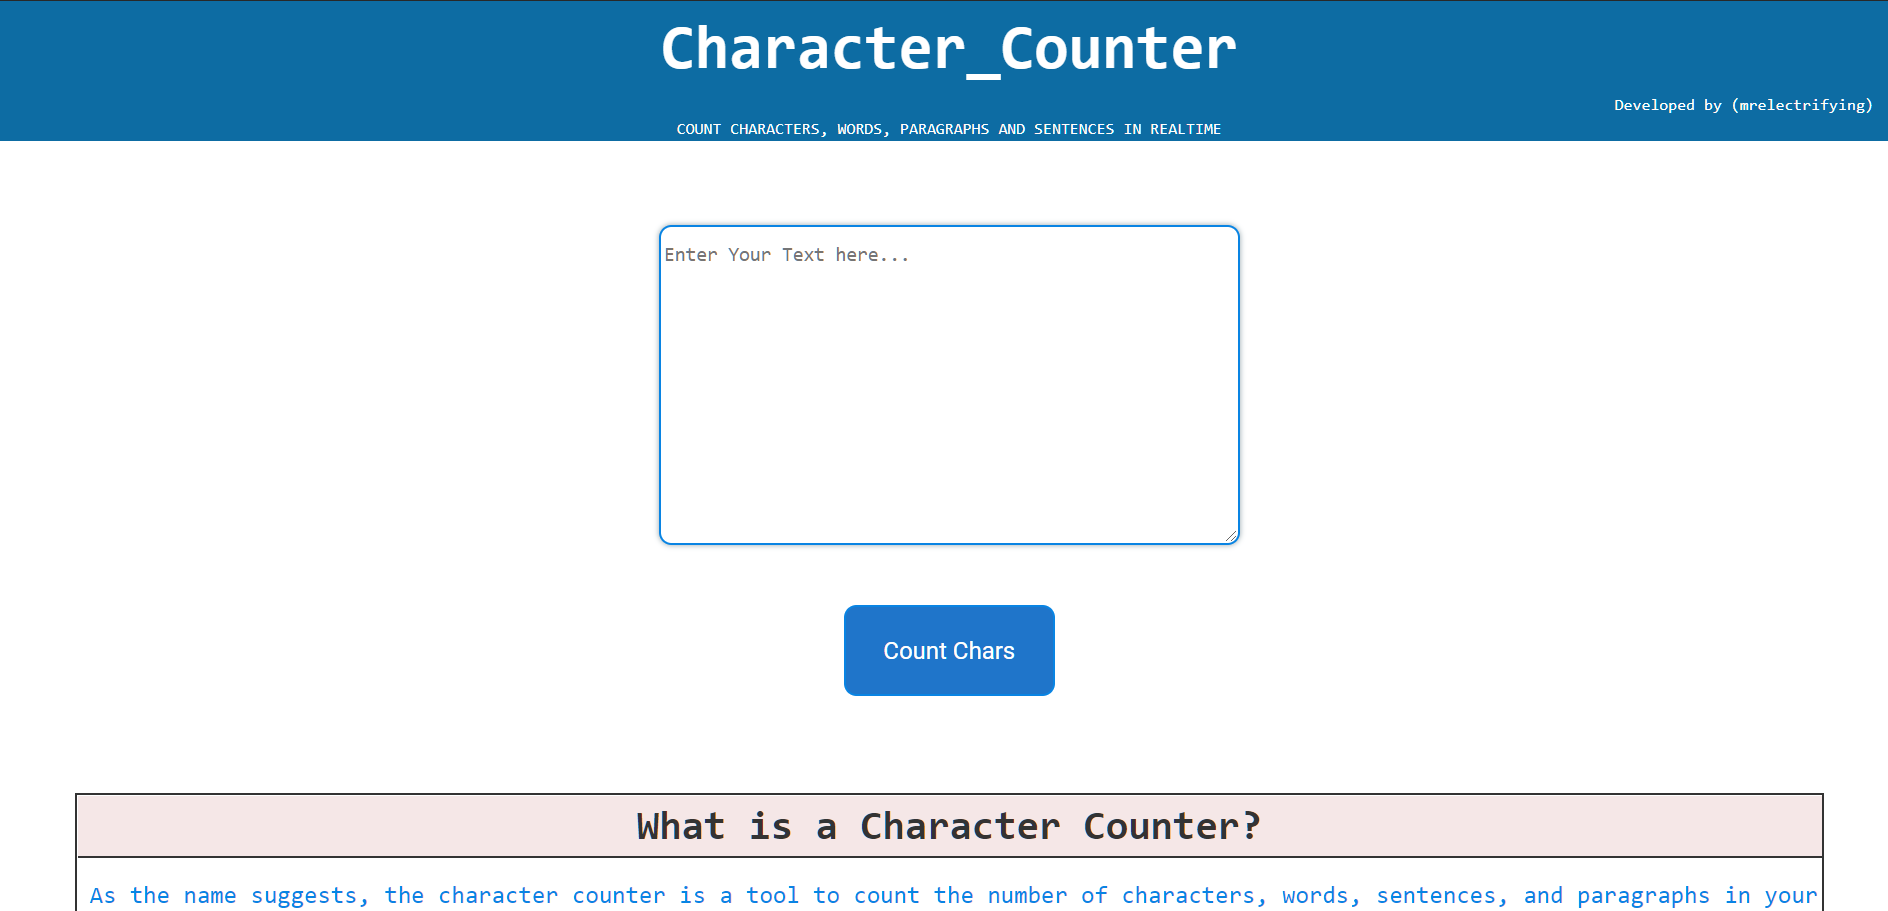 Character_Counter
Developed by (mrelectrifying)
COUNT CHARACTERS, WORDS, PARAGRAPHS AND SENTENCES IN REALTIME
Enter Your Text here...
Count Chars
What is a Character Counter?
As the name suggests, the character counter is a tool to count the number of characters, words, sentences, and paragraphs in your